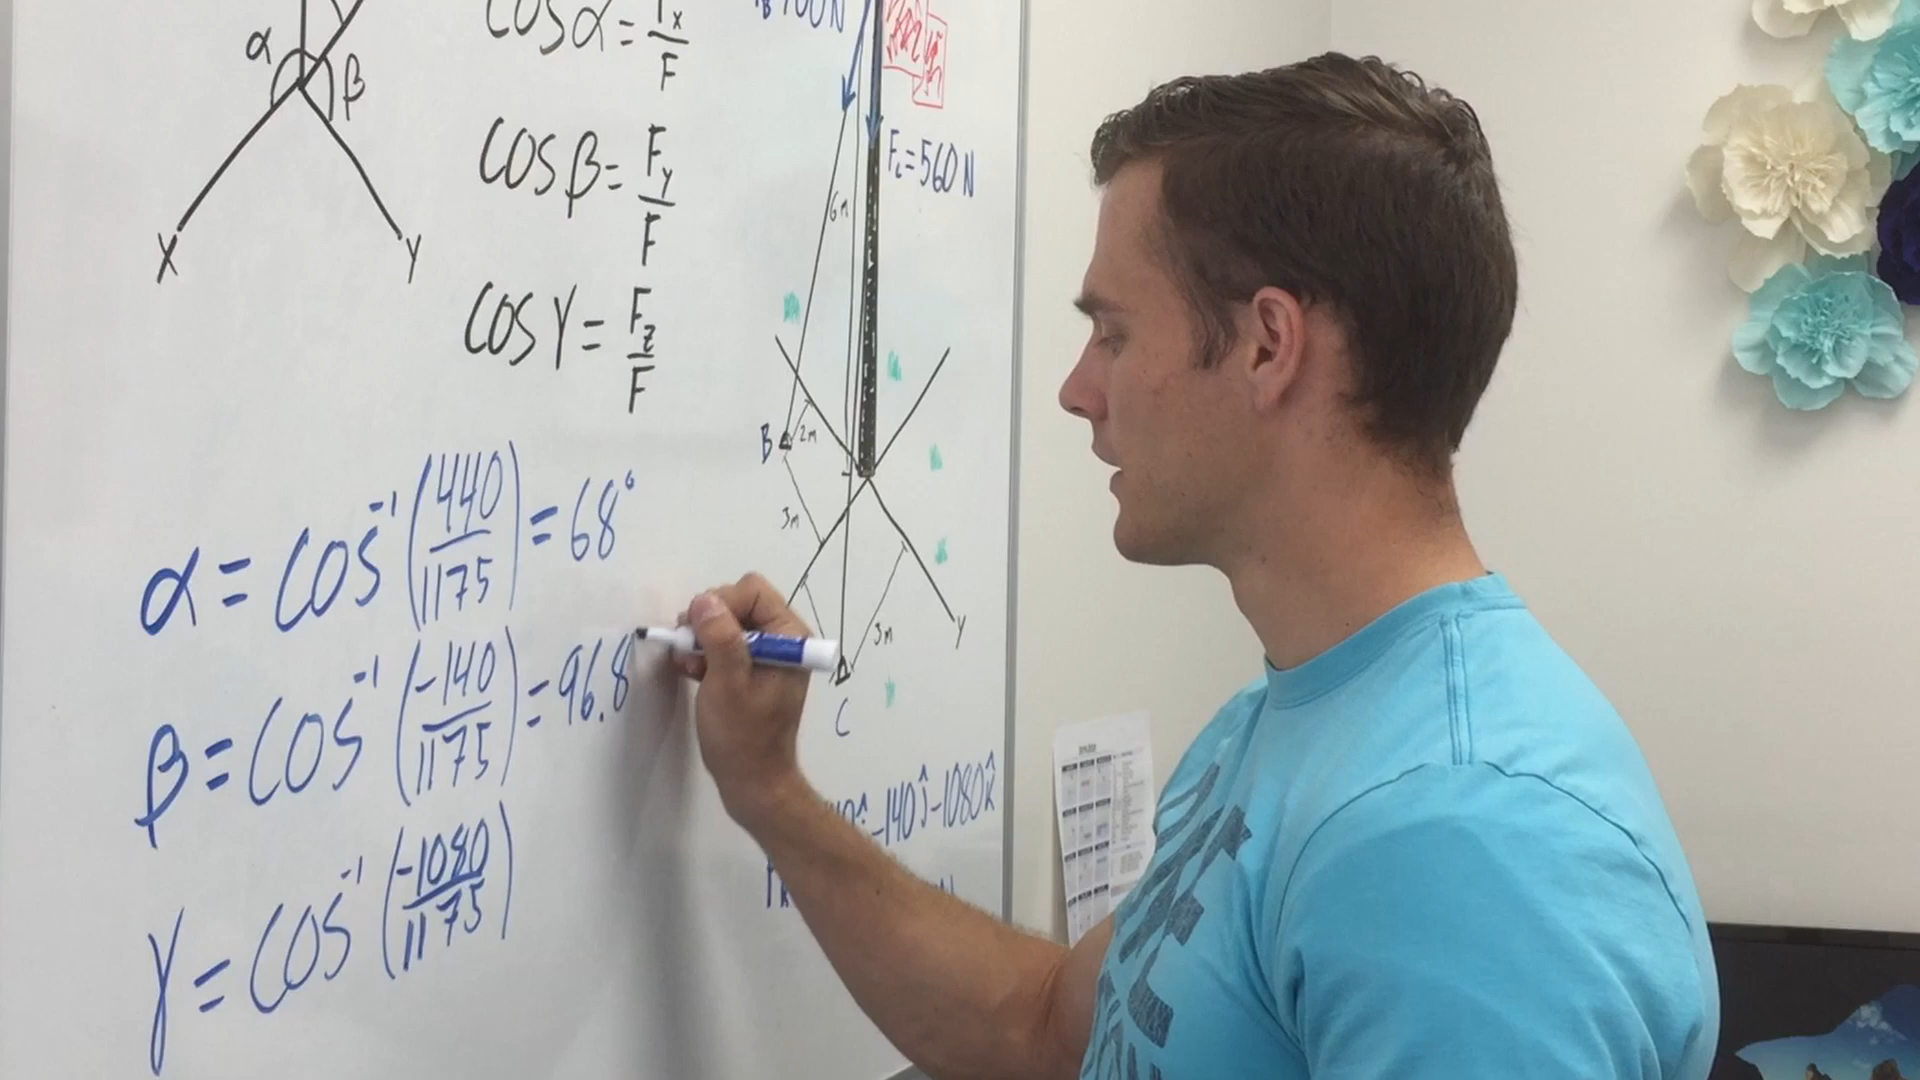 α
β
X
Y
COS α = Fx/F
COS β = Fy/F
COS γ = Fz/F
α = COS⁻¹ (440/1175) = 68°
β = COS⁻¹ (-140/1175) = 96.8
γ = COS⁻¹ (-1080/1175)
700N
Fc = 560 N
6m
B
2m
3m
3m
Y
C
-140ĵ -1080k̂